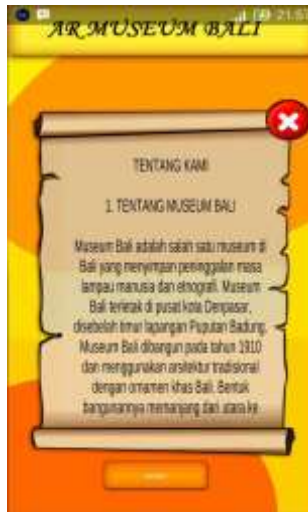 21.57
AR MUSEUM BALI
TENTANG KAMI
1. TENTANG MUSEUM BALI
Museum Bali adalah salah satu museum di
Bali yang menyimpan peninggalan masa
lampau manusia dan etnografi. Museum
Bali terletak di pusat kota Denpasar,
disebelah timur lapangan Puputan Badung.
Museum Bali dibangun pada tahun 1910
dan menggunakan arsitektur tradisional
dengan ornamen khas Bali. Bentuk
bangunannya memanjang dari utara ke